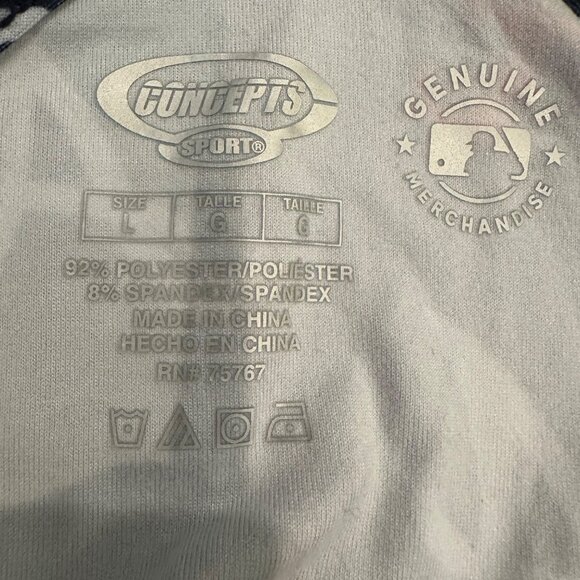 CONCEPTS
SPORT®
GENUINE
MERCHANDISE
SIZE TALLE TAILLE
L G G
92% POLYESTER/POLIÉSTER
8% SPANDEX/SPANDEX
MADE IN CHINA
HECHO EN CHINA
RN# 75767